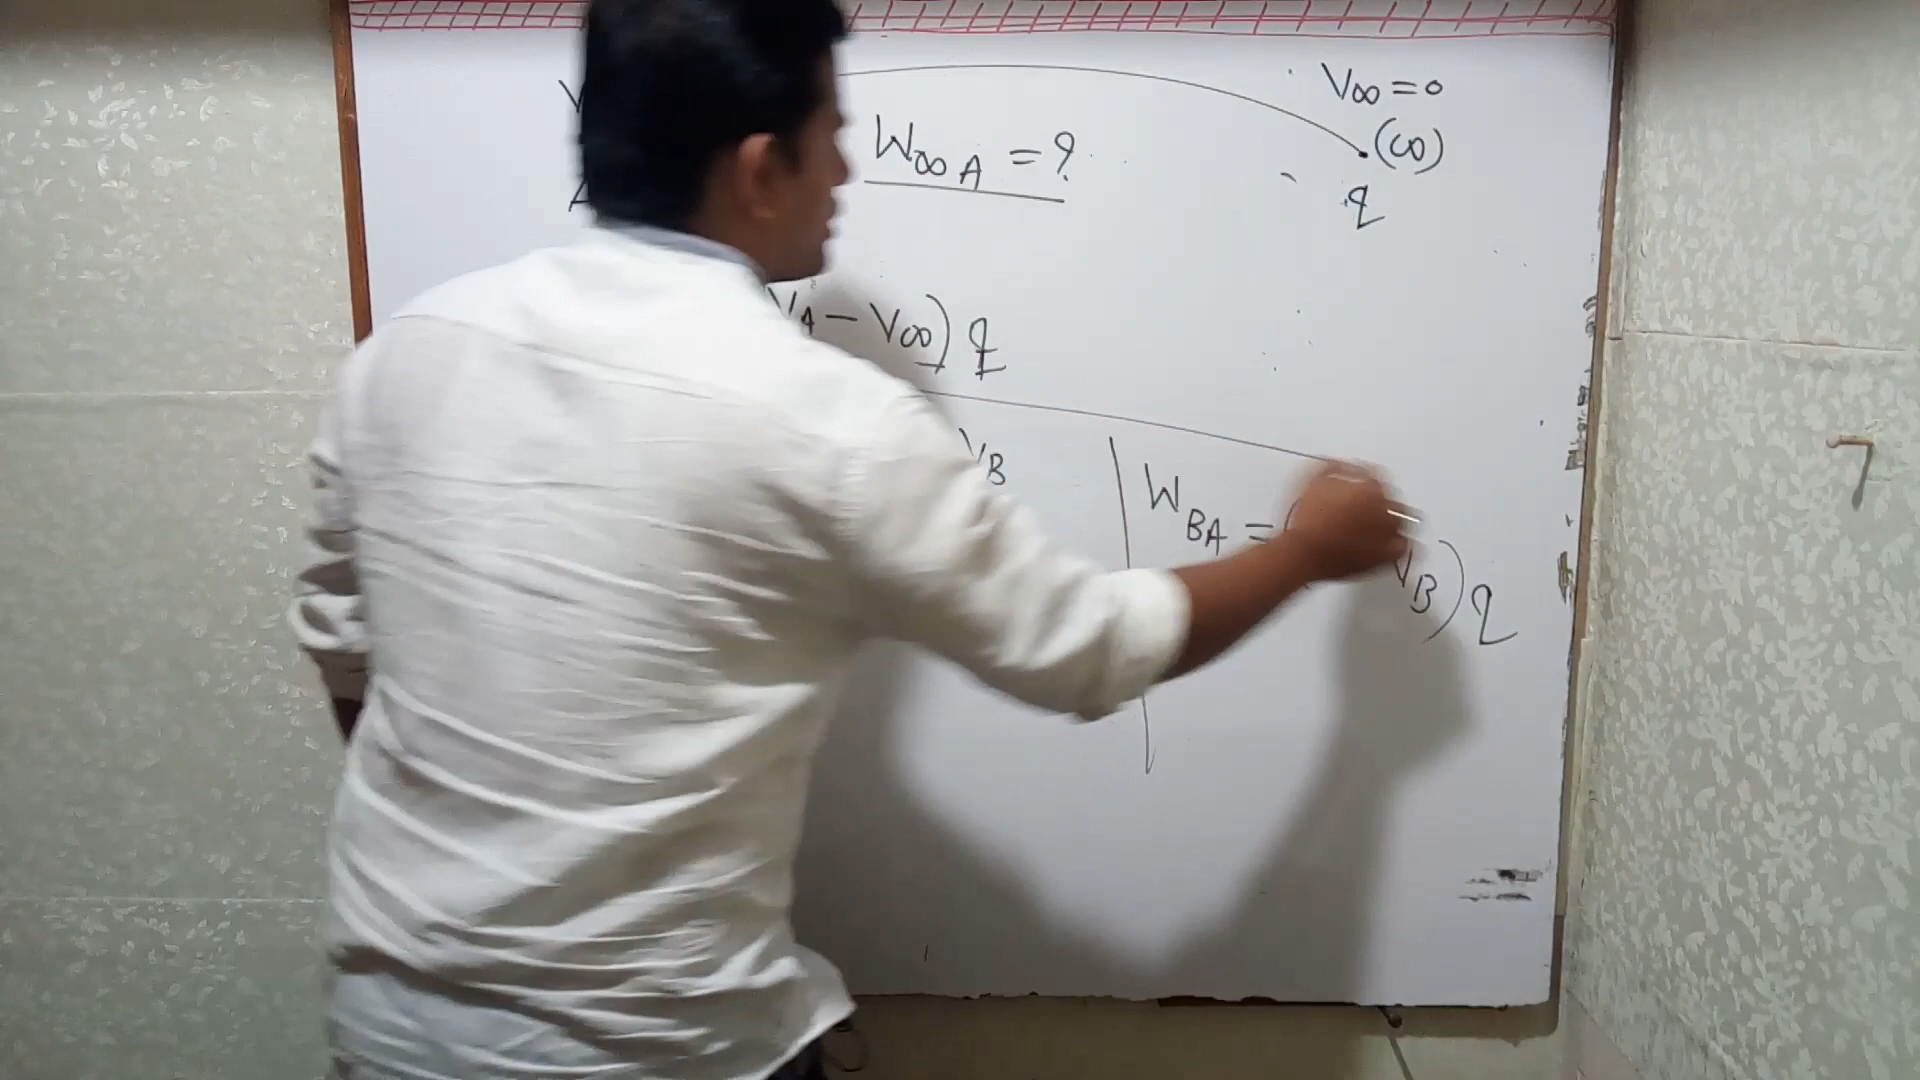 V∞ = 0
W∞A = ?
(∞)
q
A
VA - V∞) q
VB
WBA = (
VB) q